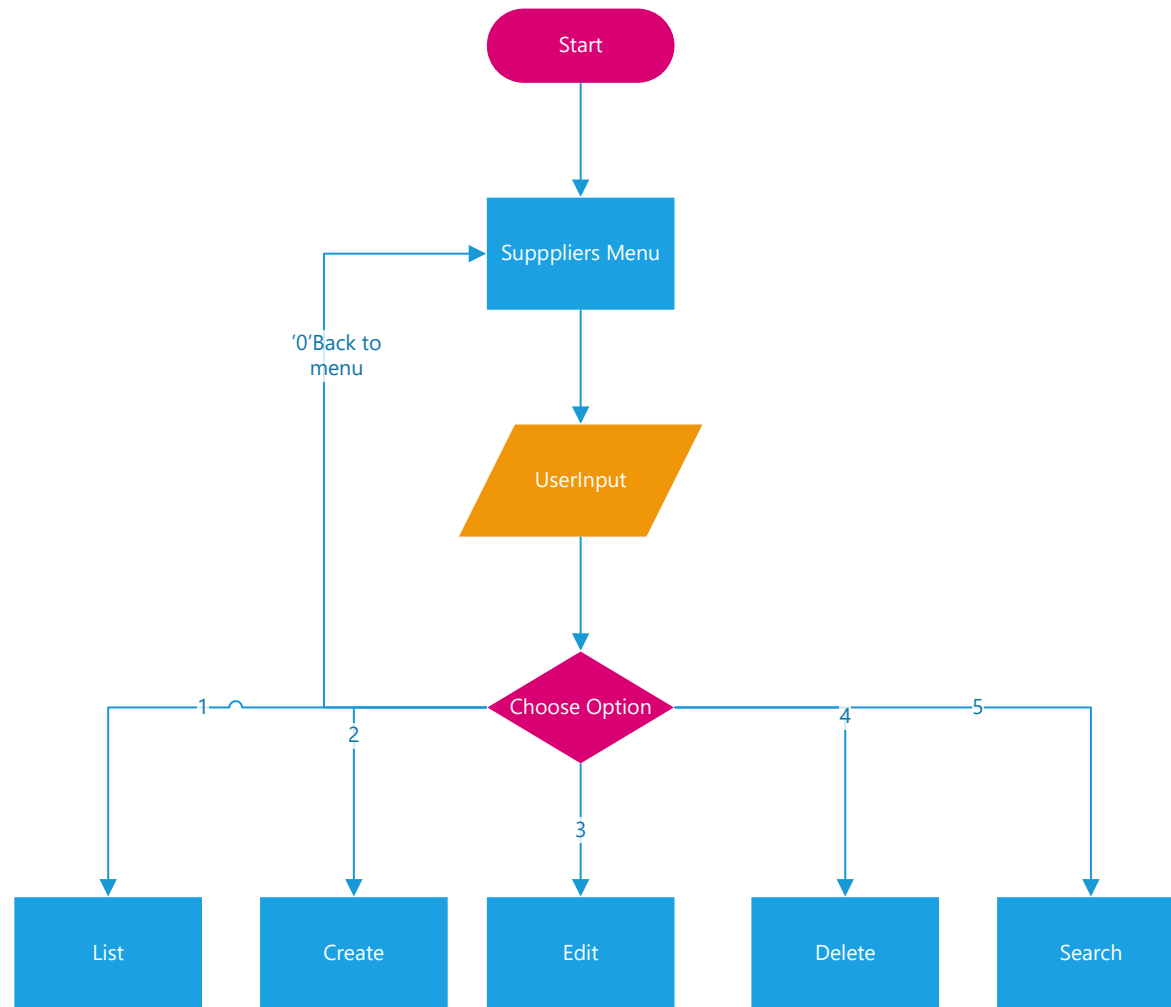 Start
Supppliers Menu
‘0‘Back to
menu
UserInput
Choose Option
1
2
3
4
5
List
Create
Edit
Delete
Search